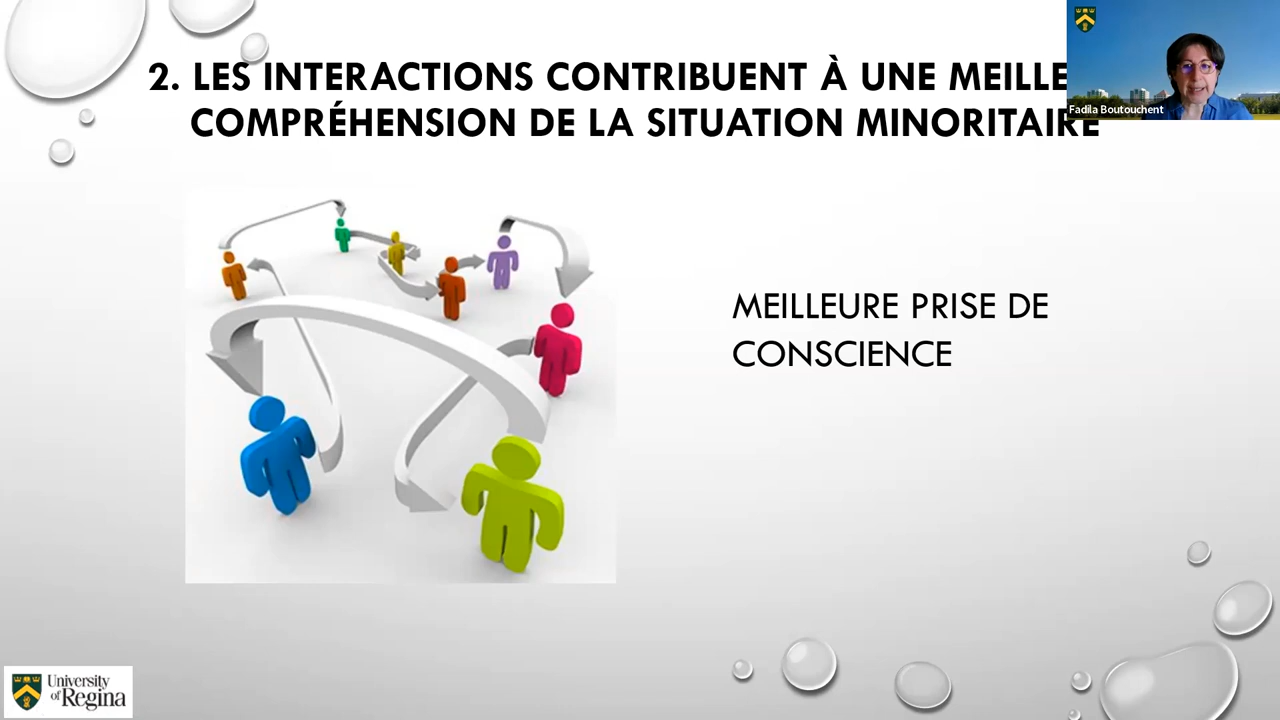 2. LES INTERACTIONS CONTRIBUENT À UNE
COMPRÉHENSION DE LA SITUATION MINORITAIRE
Fadila Boutouchent
MEILLEURE PRISE DE
CONSCIENCE
University
of Regina